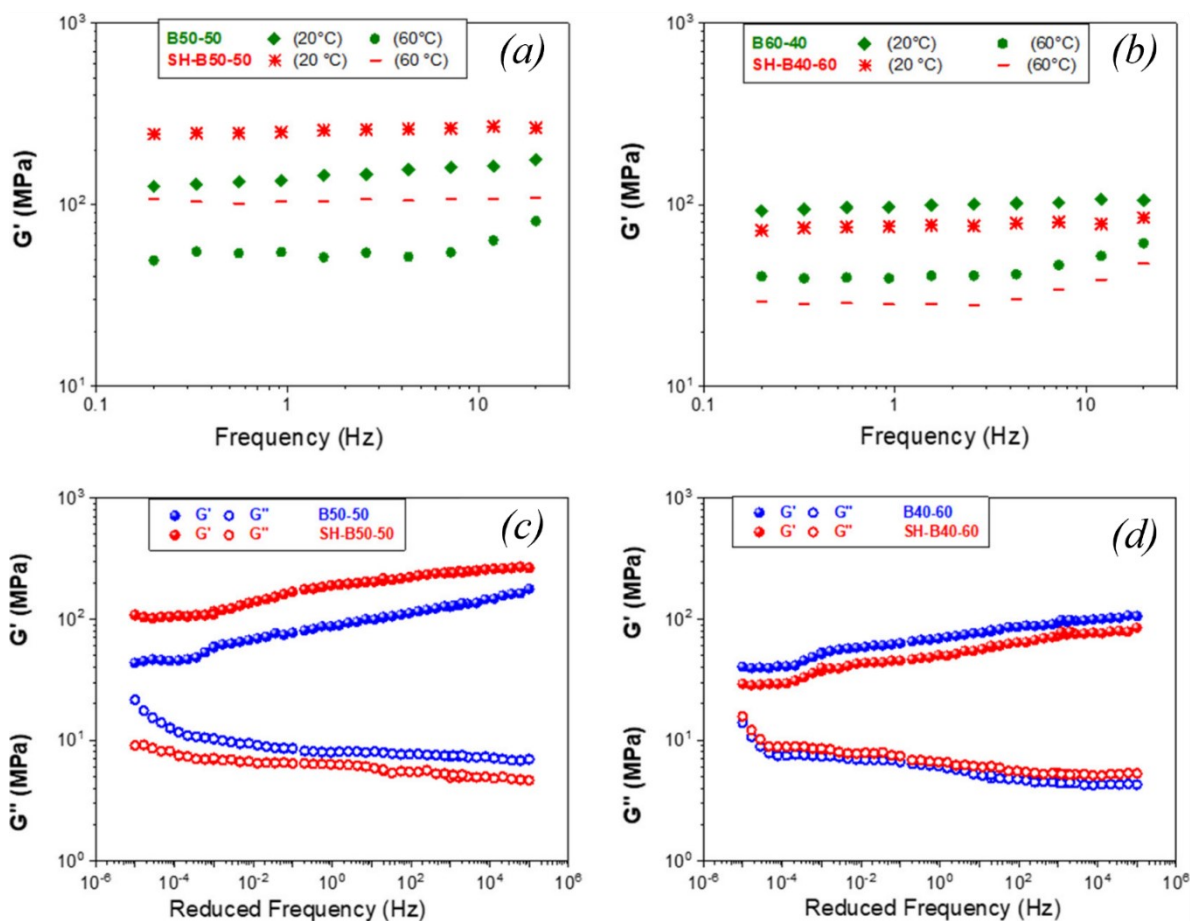 B50-50 (20°C) (60°C)
SH-B50-50 (20 °C) (60 °C)
(a)
10³
10²
10¹
G' (MPa)
0.1 1 10
Frequency (Hz)
B60-40 (20°C) (60°C)
SH-B40-60 (20 °C) (60°C)
(b)
10³
10²
10¹
G' (MPa)
0.1 1 10
Frequency (Hz)
G' G" B50-50
G' G" SH-B50-50
(c)
10³
10²
10¹
10⁰
G' (MPa)
G" (MPa)
10⁻⁶ 10⁻⁴ 10⁻² 10⁰ 10² 10⁴ 10⁶
Reduced Frequency (Hz)
G' G" B40-60
G' G" SH-B40-60
(d)
10³
10²
10¹
10⁰
G' (MPa)
G" (MPa)
10⁻⁶ 10⁻⁴ 10⁻² 10⁰ 10² 10⁴ 10⁶
Reduced Frequency (Hz)